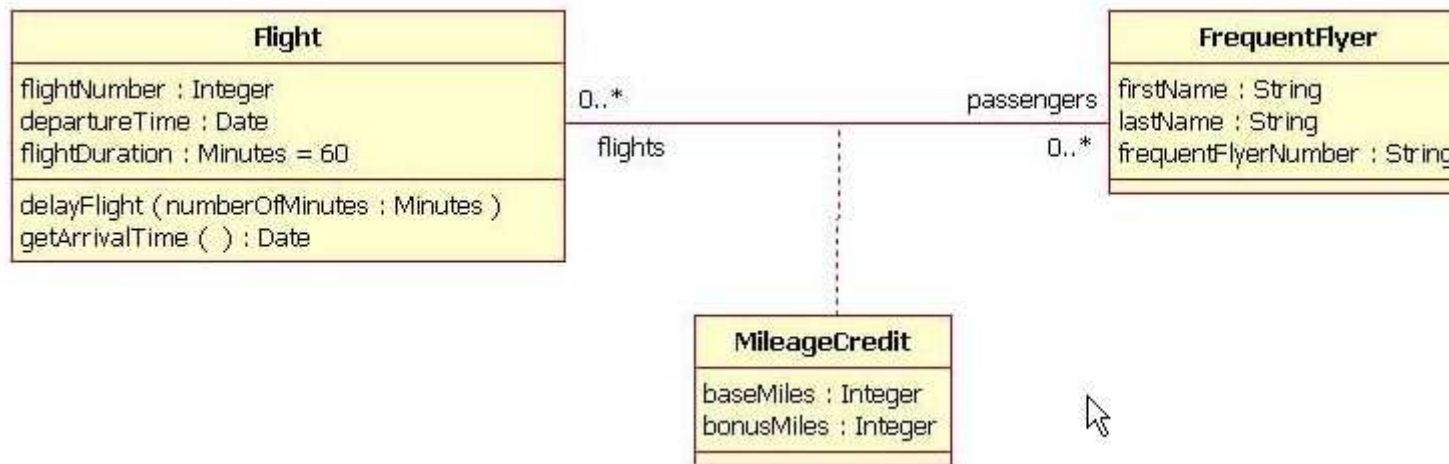 Flight
flightNumber : Integer
departureTime : Date
flightDuration : Minutes = 60
delayFlight ( numberOfMinutes : Minutes )
getArrivalTime ( ) : Date
0..*
flights
passengers
0..*
FrequentFlyer
firstName : String
lastName : String
frequentFlyerNumber : String
MileageCredit
baseMiles : Integer
bonusMiles : Integer